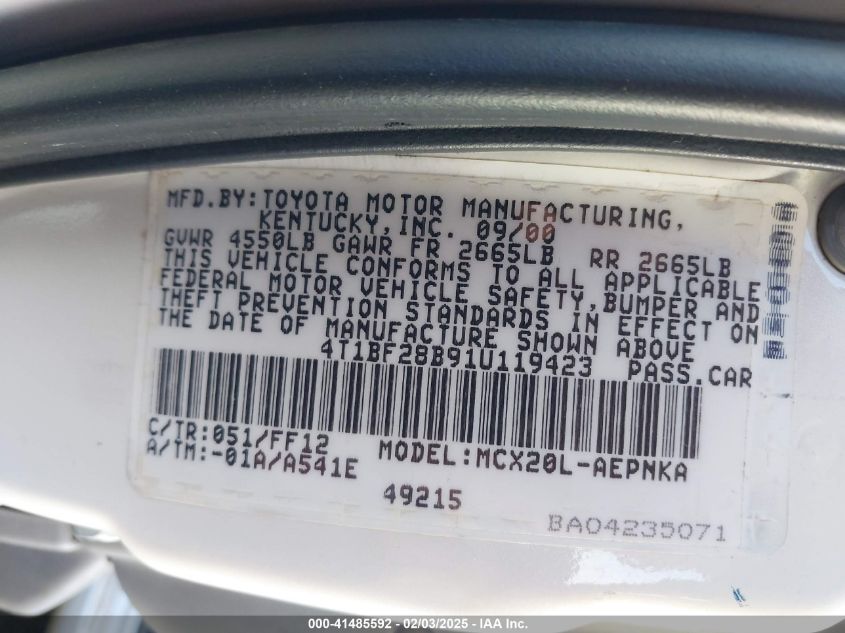 MFD.BY:TOYOTA MOTOR MANUFACTURING,
KENTUCKY,INC. 09/00
GVWR 4550LB GAWR FR 2665LB RR 2665LB
THIS VEHICLE CONFORMS TO ALL APPLICABLE
FEDERAL MOTOR VEHICLE SAFETY,BUMPER AND
THEFT PREVENTION STANDARDS IN EFFECT ON
THE DATE OF MANUFACTURE SHOWN ABOVE
4T1BF28B91U119423 PASS.CAR
C/TR:051/FF12
A/TM:-01A/A541E MODEL:MCX20L-AEPNKA
49215
BA04235071
000-41485592 - 02/03/2025 - IAA Inc.